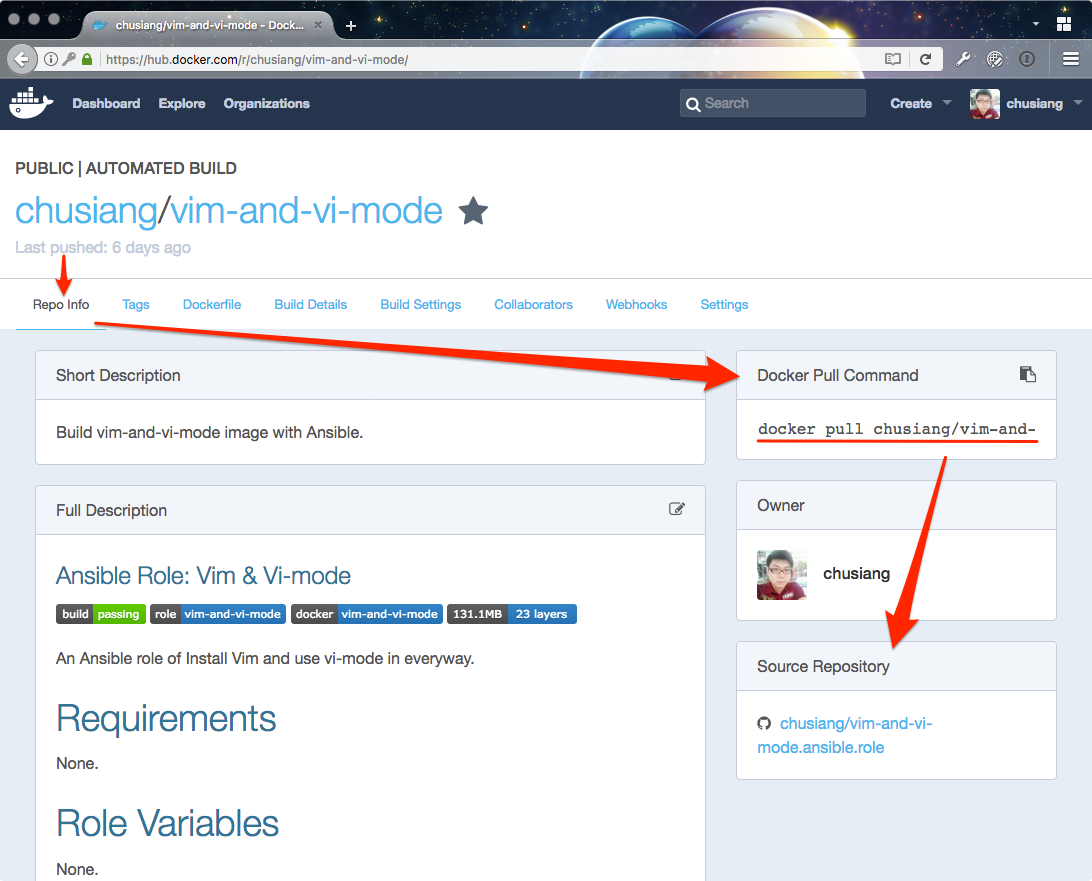 chusiang/vim-and-vi-mode - Dock...
https://hub.docker.com/r/chusiang/vim-and-vi-mode/
Dashboard Explore Organizations Search Create chusiang
PUBLIC | AUTOMATED BUILD
chusiang/vim-and-vi-mode
Last pushed: 6 days ago
Repo Info Tags Dockerfile Build Details Build Settings Collaborators Webhooks Settings
Short Description
Build vim-and-vi-mode image with Ansible.
Full Description
Ansible Role: Vim & Vi-mode
build passing role vim-and-vi-mode docker vim-and-vi-mode 131.1MB 23 layers
An Ansible role of Install Vim and use vi-mode in everyway.
Requirements
None.
Role Variables
None.
Docker Pull Command
docker pull chusiang/vim-and-
Owner
chusiang
Source Repository
chusiang/vim-and-vi-
mode.ansible.role